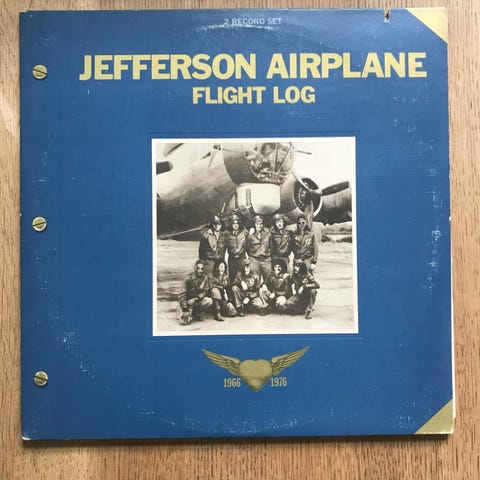 2 RECORD SET
JEFFERSON AIRPLANE
FLIGHT LOG
1966 1976